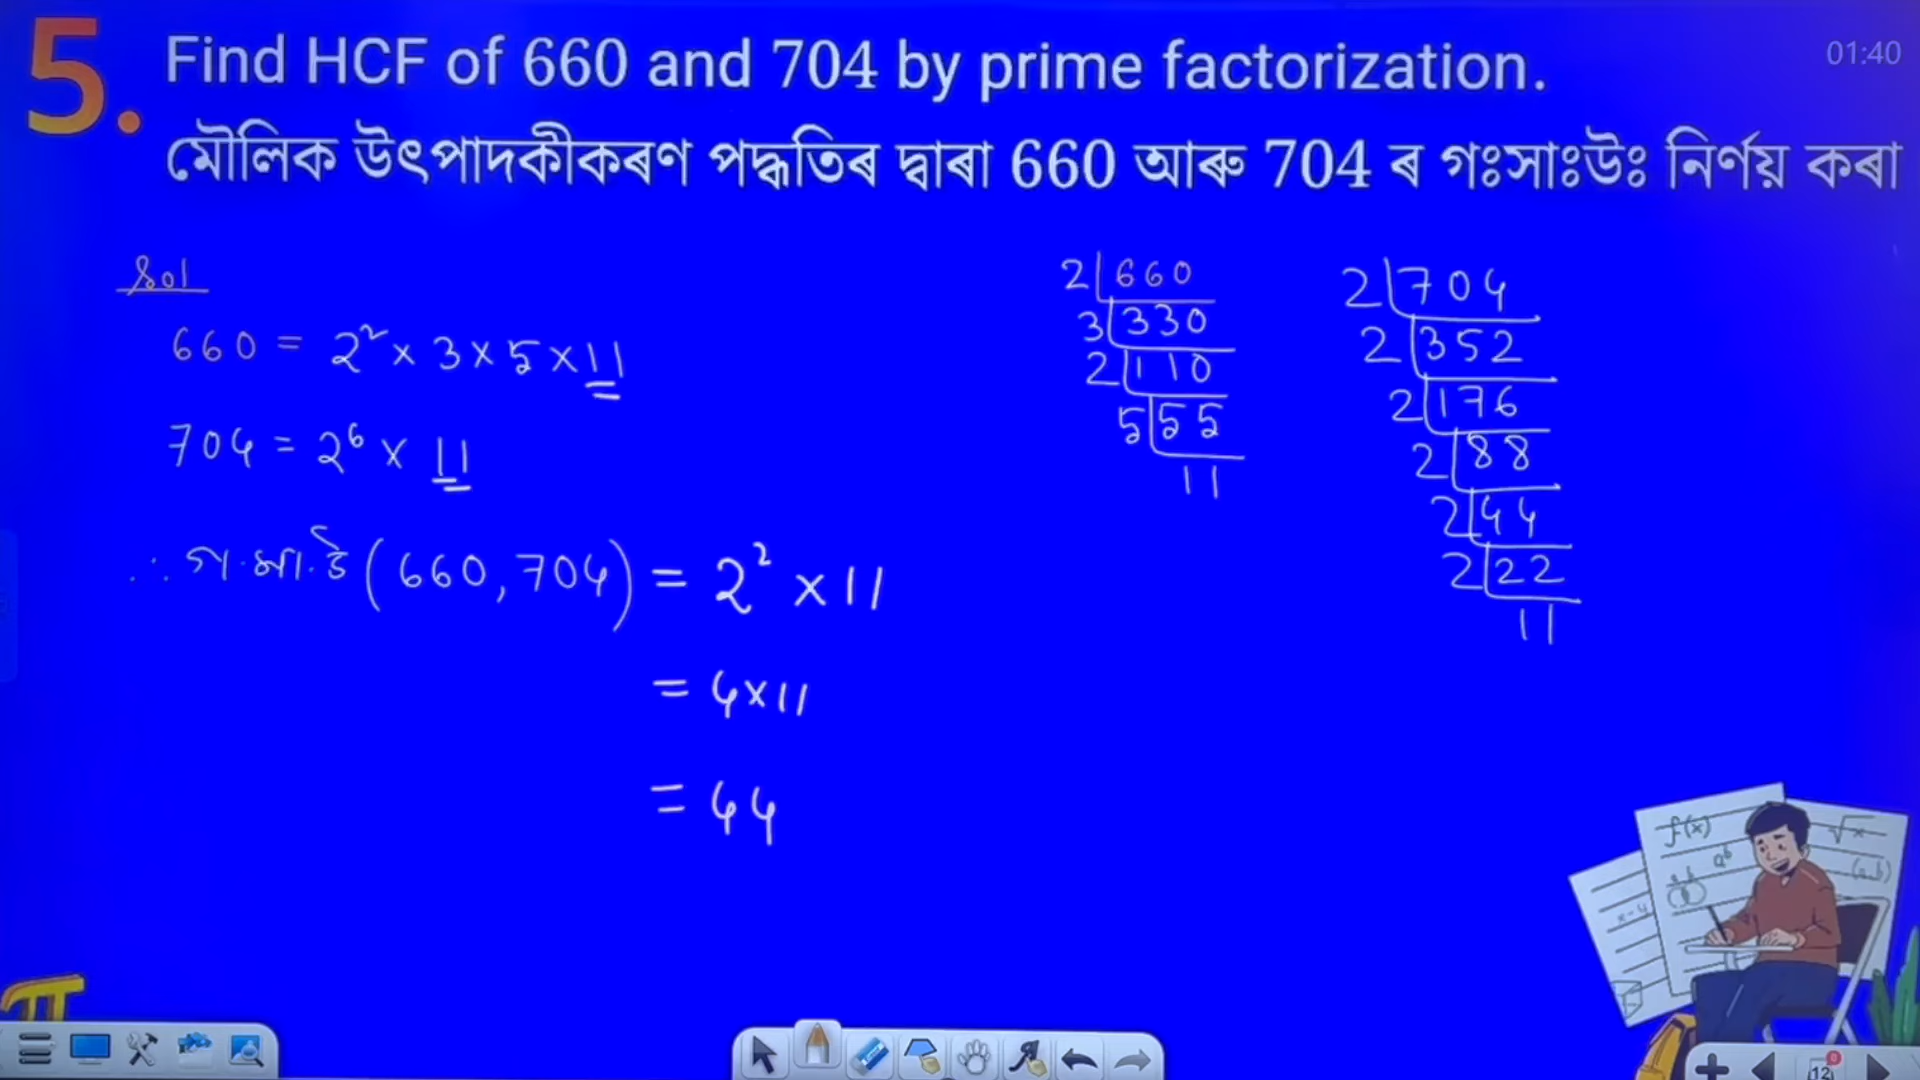 5. Find HCF of 660 and 704 by prime factorization.
01:40
মৌলিক উৎপাদকীকৰণ পদ্ধতিৰ দ্বাৰা 660 আৰু 704 ৰ গঃসাঃউঃ নিৰ্ণয় কৰা
Sol
660 = 2² × 3 × 5 × 11
704 = 2⁶ × 11
∴ গ.সা.উ (660, 704) = 2² × 11
= 4 × 11
= 44
2 660
3 330
2 110
5 55
11
2 704
2 352
2 176
2 88
2 44
2 22
11
f(x)
√x
a^b
(a,b)
x-4
π
12